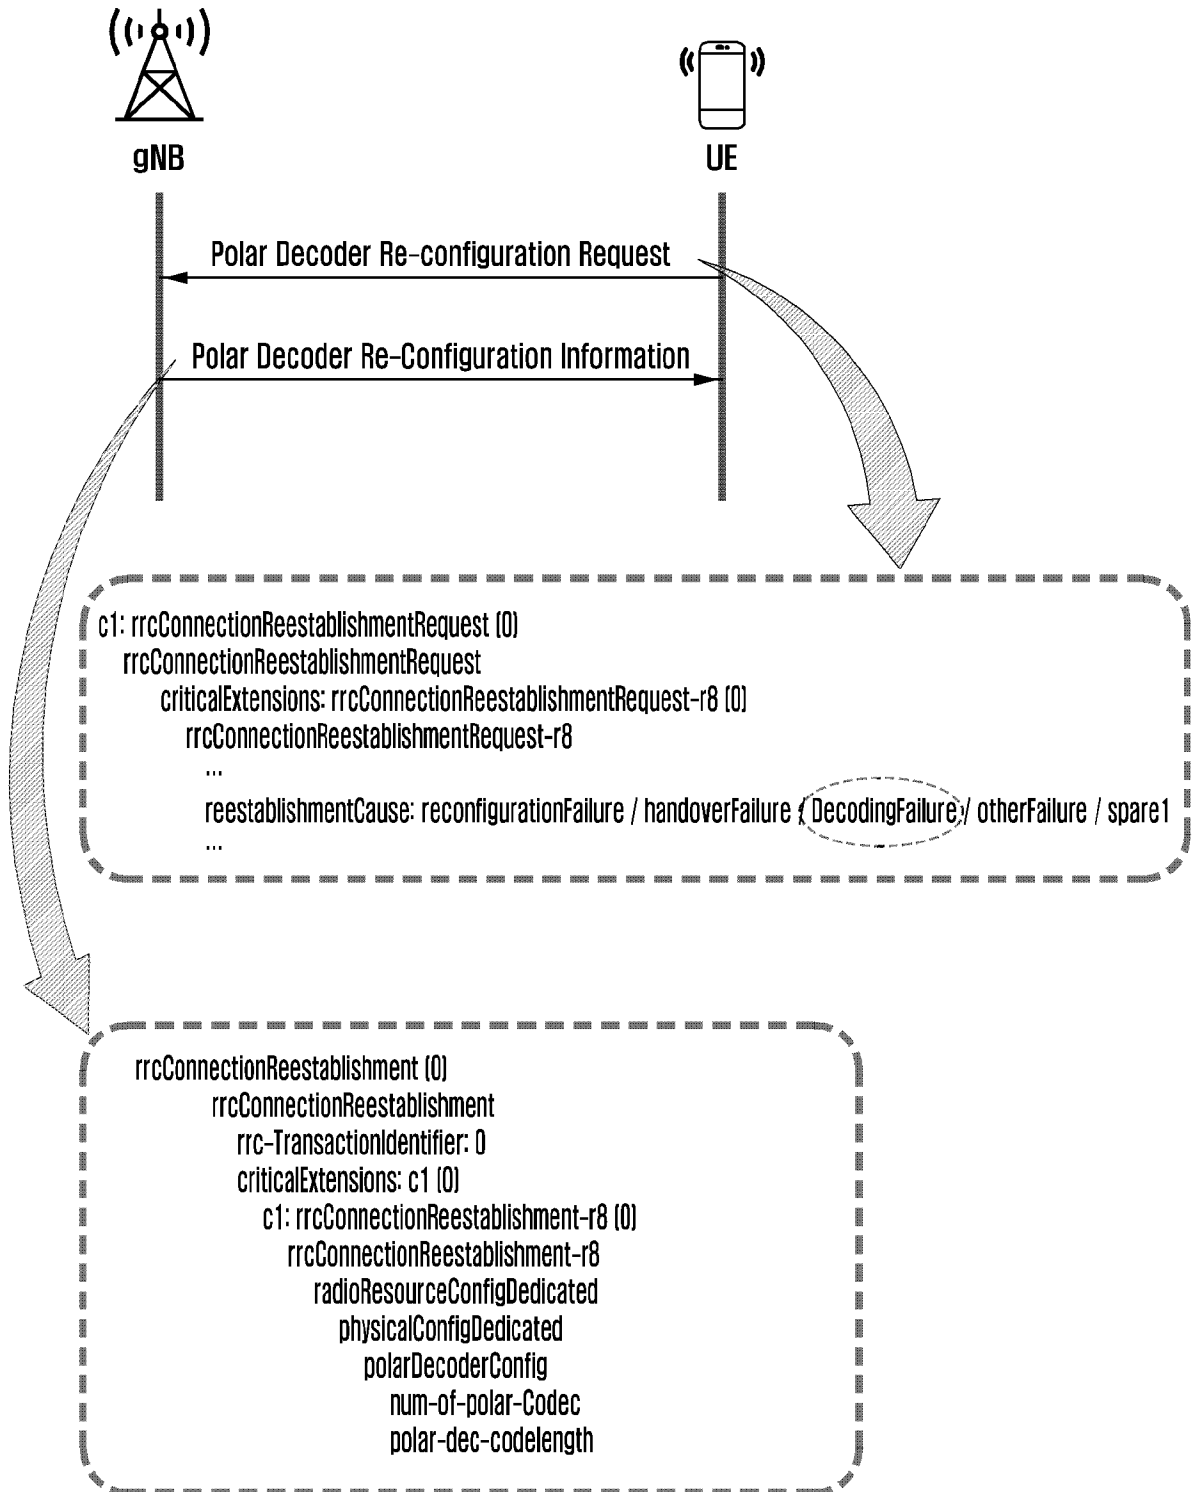 gNB
UE
Polar Decoder Re-configuration Request
Polar Decoder Re-Configuration Information
c1: rrcConnectionReestablishmentRequest (0)
rrcConnectionReestablishmentRequest
criticalExtensions: rrcConnectionReestablishmentRequest-r8 (0)
rrcConnectionReestablishmentRequest-r8
...
reestablishmentCause: reconfigurationFailure / handoverFailure / DecodingFailure / otherFailure / spare1
...
rrcConnectionReestablishment (0)
rrcConnectionReestablishment
rrc-TransactionIdentifier: 0
criticalExtensions: c1 (0)
c1: rrcConnectionReestablishment-r8 (0)
rrcConnectionReestablishment-r8
radioResourceConfigDedicated
physicalConfigDedicated
polarDecoderConfig
num-of-polar-Codec
polar-dec-codelength